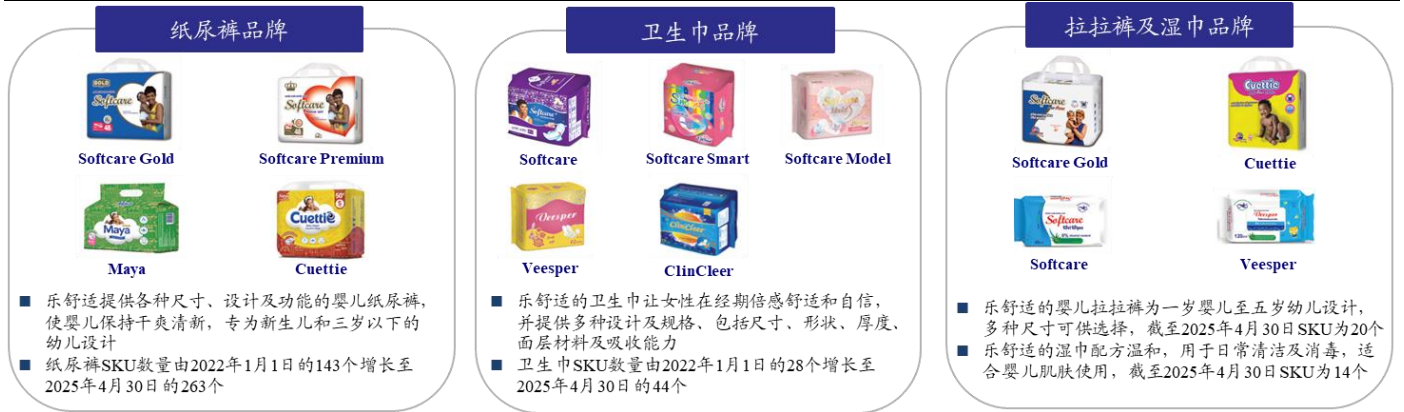 纸尿裤品牌
Softcare Gold
Softcare Premium
Maya
Cuettie
乐舒适提供各种尺寸、设计及功能的婴儿纸尿裤，
使婴儿保持干爽清新，专为新生儿和三岁以下的
幼儿设计
纸尿裤SKU数量由2022年1月1日的143个增长至
2025年4月30日的263个
卫生巾品牌
Softcare
Softcare Smart
Softcare Model
Veesper
ClinCleer
乐舒适的卫生巾让女性在经期倍感舒适和自信，
并提供多种设计及规格、包括尺寸、形状、厚度、
面层材料及吸收能力
卫生巾SKU数量由2022年1月1日的28个增长至
2025年4月30日的44个
拉拉裤及湿巾品牌
Softcare Gold
Cuettie
Softcare
Veesper
乐舒适的婴儿拉拉裤为一岁婴儿至五岁幼儿设计，
多种尺寸可供选择，截至2025年4月30日SKU为20个
乐舒适的湿巾配方温和，用于日常清洁及消毒，适
合婴儿肌肤使用，截至2025年4月30日SKU为14个